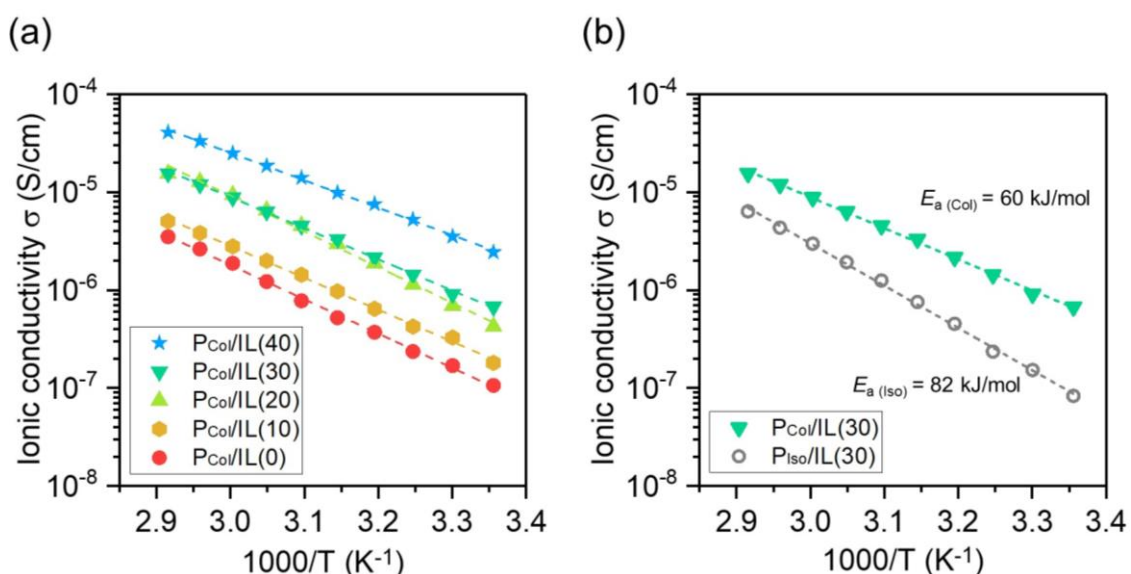 (a)
Ionic conductivity σ (S/cm)
10⁻⁴
10⁻⁵
10⁻⁶
10⁻⁷
10⁻⁸
PCol/IL(40)
PCol/IL(30)
PCol/IL(20)
PCol/IL(10)
PCol/IL(0)
2.9 3.0 3.1 3.2 3.3 3.4
1000/T (K⁻¹)
(b)
Ionic conductivity σ (S/cm)
10⁻⁴
10⁻⁵
10⁻⁶
10⁻⁷
10⁻⁸
Ea (Col) = 60 kJ/mol
Ea (Iso) = 82 kJ/mol
PCol/IL(30)
PIso/IL(30)
2.9 3.0 3.1 3.2 3.3 3.4
1000/T (K⁻¹)